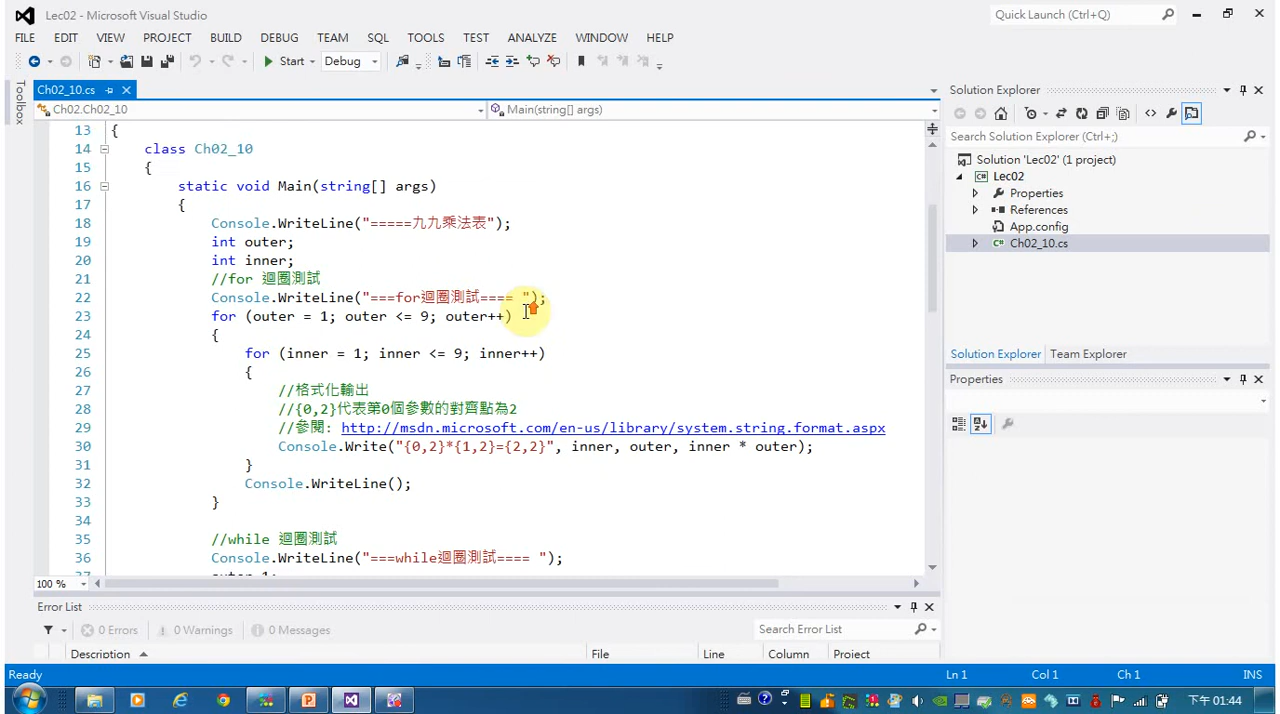 Lec02 - Microsoft Visual Studio
Quick Launch (Ctrl+Q)
FILE EDIT VIEW PROJECT BUILD DEBUG TEAM SQL TOOLS TEST ANALYZE WINDOW HELP
Start Debug
Toolbox
Ch02_10.cs
Ch02.Ch02_10 Main(string[] args)
13 {
14 class Ch02_10
15 {
16 static void Main(string[] args)
17 {
18 Console.WriteLine("=====九九乘法表");
19 int outer;
20 int inner;
21 //for 迴圈測試
22 Console.WriteLine("===for迴圈測試==== ");
23 for (outer = 1; outer <= 9; outer++)
24 {
25 for (inner = 1; inner <= 9; inner++)
26 {
27 //格式化輸出
28 //{0,2}代表第0個參數的對齊點為2
29 //參閱: http://msdn.microsoft.com/en-us/library/system.string.format.aspx
30 Console.Write("{0,2}*{1,2}={2,2}", inner, outer, inner * outer);
31 }
32 Console.WriteLine();
33 }
34
35 //while 迴圈測試
36 Console.WriteLine("===while迴圈測試==== ");
100 %
Solution Explorer
Search Solution Explorer (Ctrl+;)
Solution 'Lec02' (1 project)
Lec02
Properties
References
App.config
Ch02_10.cs
Solution Explorer Team Explorer
Properties
Error List
0 Errors 0 Warnings 0 Messages
Search Error List
Description File Line Column Project
Ready Ln 1 Col 1 Ch 1 INS
下午 01:44